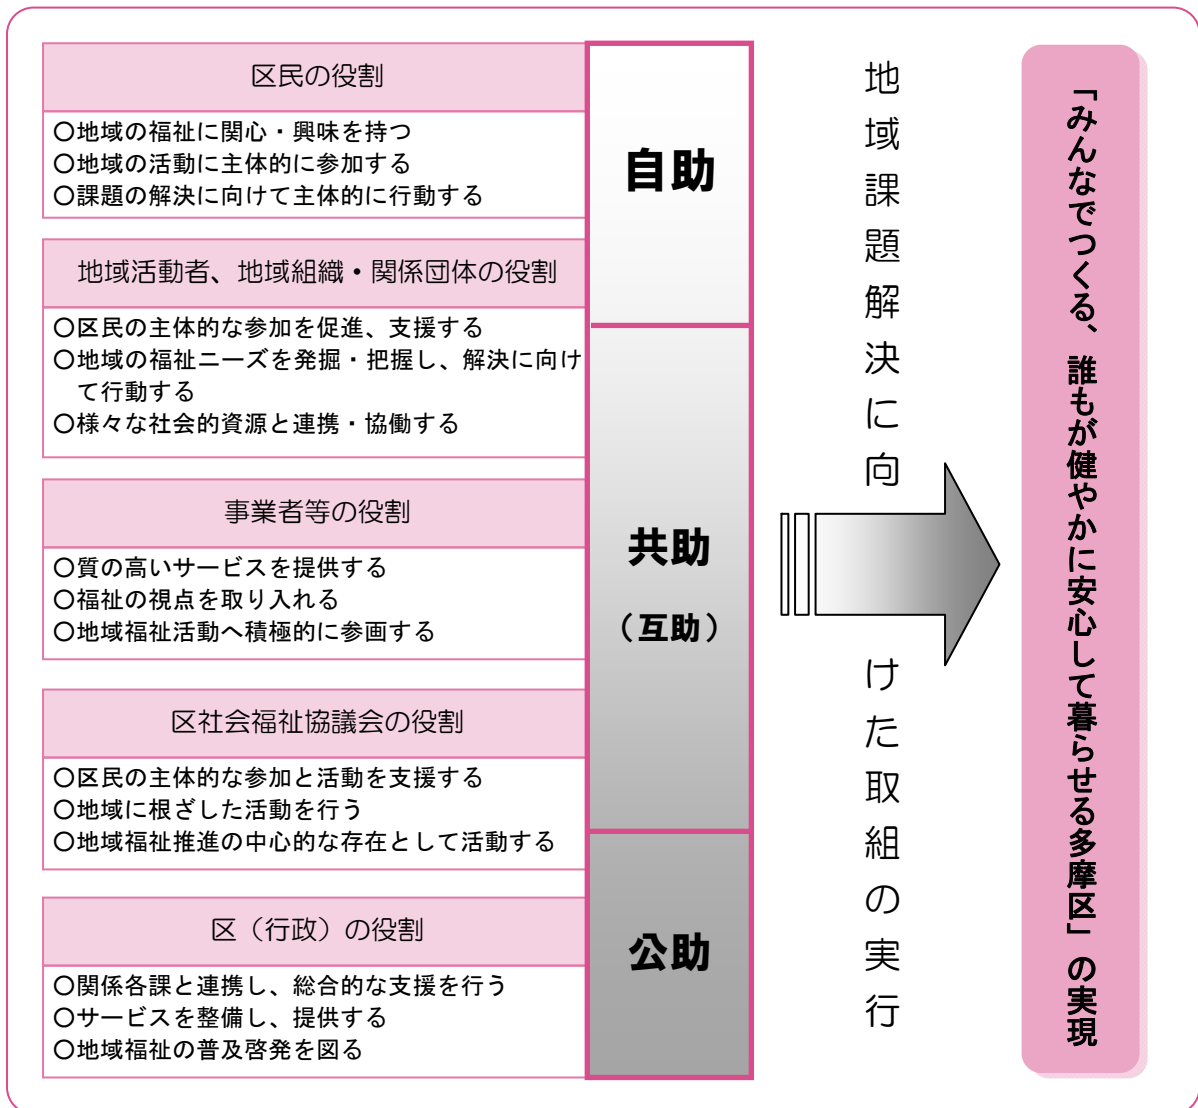 区民の役割
〇地域の福祉に関心・興味を持つ
〇地域の活動に主体的に参加する
〇課題の解決に向けて主体的に行動する
地域活動者、地域組織・関係団体の役割
〇区民の主体的な参加を促進、支援する
〇地域の福祉ニーズを発掘・把握し、解決に向け
て行動する
〇様々な社会的資源と連携・協働する
事業者等の役割
〇質の高いサービスを提供する
〇福祉の視点を取り入れる
〇地域福祉活動へ積極的に参画する
区社会福祉協議会の役割
〇区民の主体的な参加と活動を支援する
〇地域に根ざした活動を行う
〇地域福祉推進の中心的な存在として活動する
区（行政）の役割
〇関係各課と連携し、総合的な支援を行う
〇サービスを整備し、提供する
〇地域福祉の普及啓発を図る
自助
共助
（互助）
公助
地域課題解決に向けた取組の実行
「みんなでつくる、誰もが健やかに安心して暮らせる多摩区」の実現